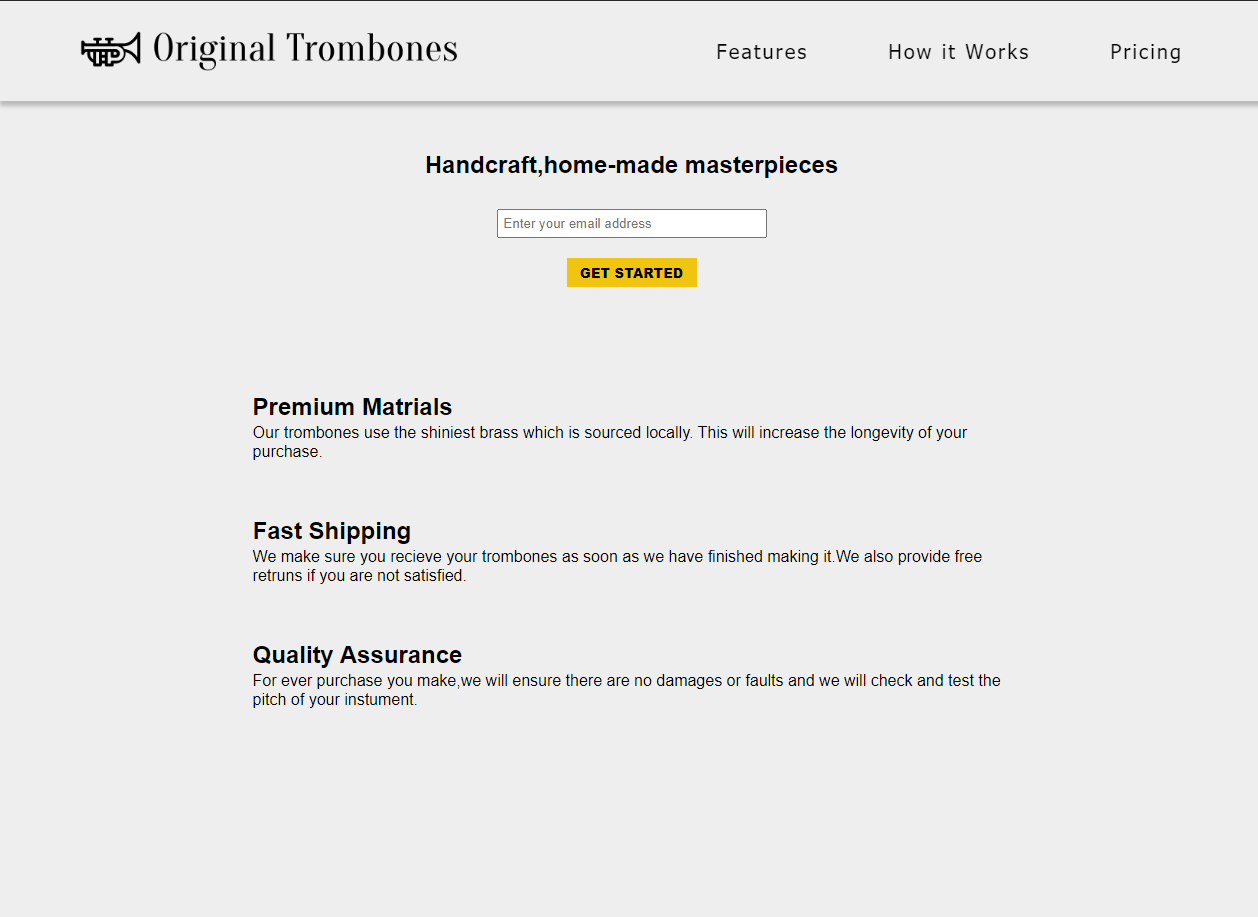 Original Trombones
Features
How it Works
Pricing
Handcraft,home-made masterpieces
Enter your email address
GET STARTED
Premium Matrials
Our trombones use the shiniest brass which is sourced locally. This will increase the longevity of your
purchase.
Fast Shipping
We make sure you recieve your trombones as soon as we have finished making it.We also provide free
retruns if you are not satisfied.
Quality Assurance
For ever purchase you make,we will ensure there are no damages or faults and we will check and test the
pitch of your instument.